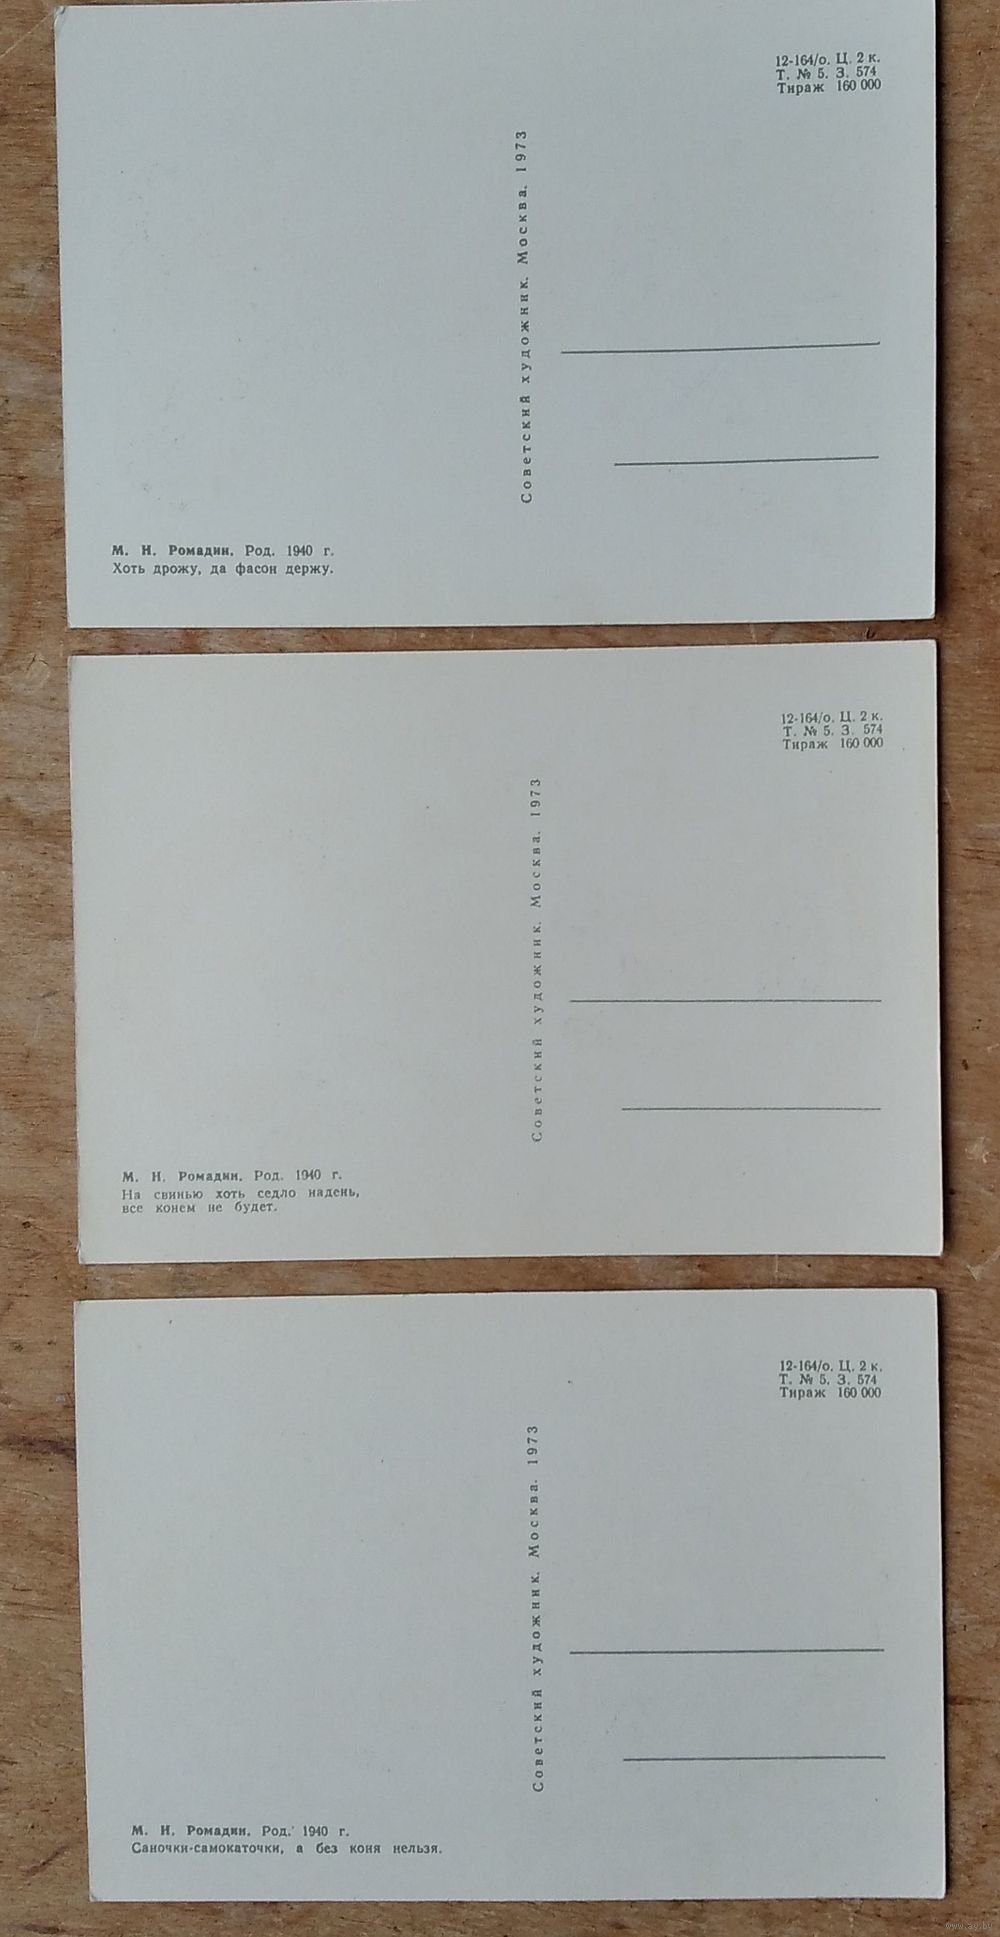 12-164/о. Ц. 2 к.
Т. № 5. З. 574
Тираж 160 000
Советский художник. Москва. 1973
М. Н. Ромадин. Род. 1940 г.
Хоть дрожу, да фасон держу.
12-164/о. Ц. 2 к.
Т. № 5. З. 574
Тираж 160 000
Советский художник. Москва. 1973
М. Н. Ромадин. Род. 1940 г.
На свинью хоть седло надень,
все конем не будет.
12-164/о. Ц. 2 к.
Т. № 5. З. 574
Тираж 160 000
Советский художник. Москва. 1973
М. Н. Ромадин. Род. 1940 г.
Саночки-самокаточки, а без коня нельзя.
www.ay.by